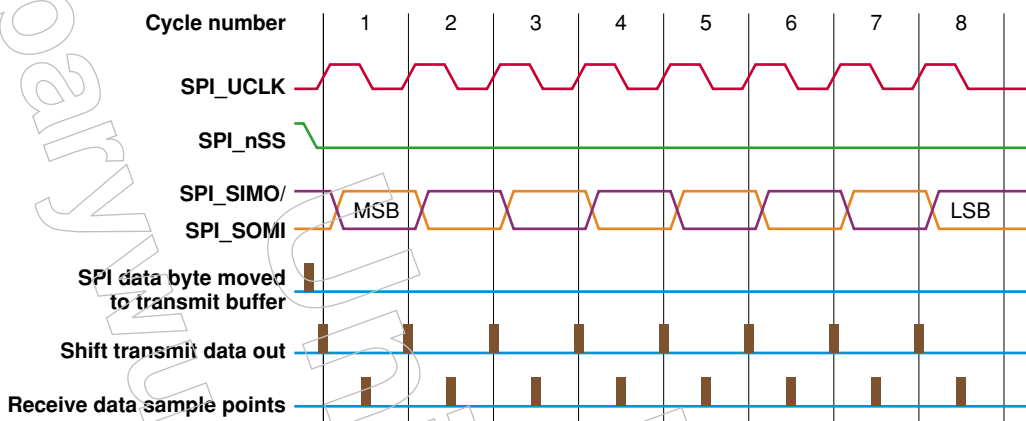 Cycle number 1 2 3 4 5 6 7 8
SPI_UCLK
SPI_nSS
SPI_SIMO/
SPI_SOMI
MSB LSB
SPI data byte moved
to transmit buffer
Shift transmit data out
Receive data sample points